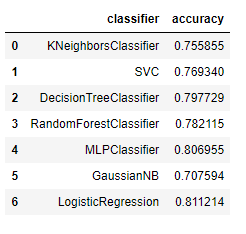 classifier accuracy
0 KNeighborsClassifier 0.755855
1 SVC 0.769340
2 DecisionTreeClassifier 0.797729
3 RandomForestClassifier 0.782115
4 MLPClassifier 0.806955
5 GaussianNB 0.707594
6 LogisticRegression 0.811214